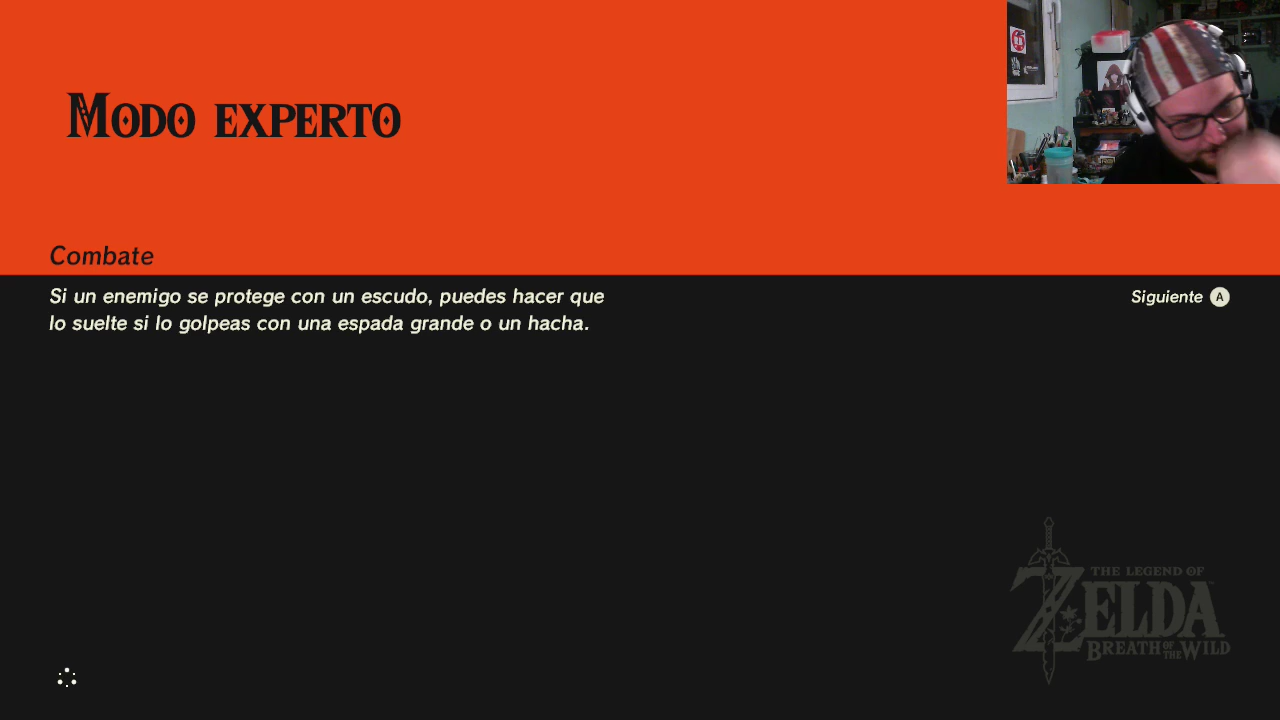 Modo experto
Combate
Si un enemigo se protege con un escudo, puedes hacer que
lo suelte si lo golpeas con una espada grande o un hacha.
Siguiente A
THE LEGEND OF
ZELDA
BREATH OF THE WILD